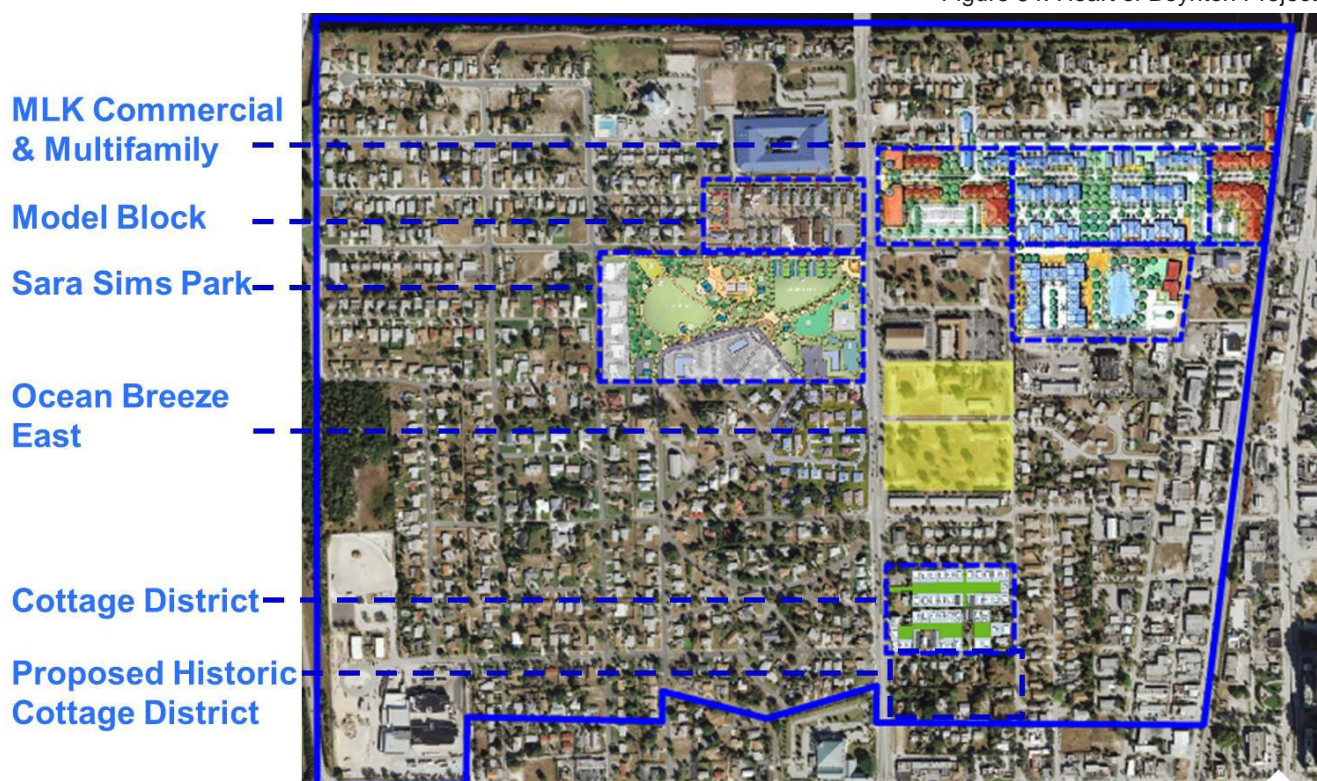 MLK Commercial
& Multifamily
Model Block
Sara Sims Park
Ocean Breeze
East
Cottage District
Proposed Historic
Cottage District